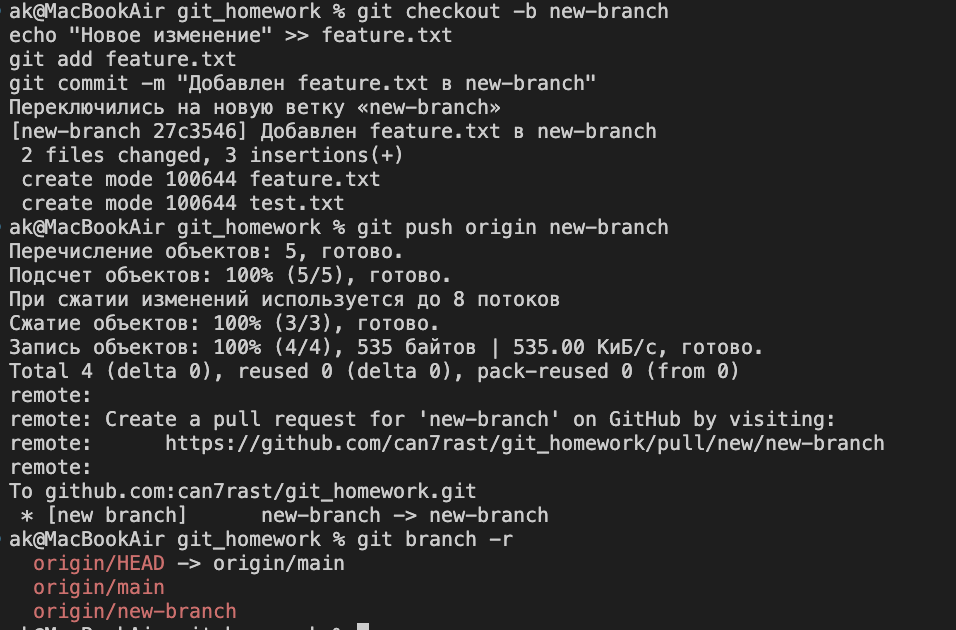 ak@MacBookAir git_homework % git checkout -b new-branch
echo "Новое изменение" >> feature.txt
git add feature.txt
git commit -m "Добавлен feature.txt в new-branch"
Переключились на новую ветку «new-branch»
[new-branch 27c3546] Добавлен feature.txt в new-branch
 2 files changed, 3 insertions(+)
 create mode 100644 feature.txt
 create mode 100644 test.txt
ak@MacBookAir git_homework % git push origin new-branch
Перечисление объектов: 5, готово.
Подсчет объектов: 100% (5/5), готово.
При сжатии изменений используется до 8 потоков
Сжатие объектов: 100% (3/3), готово.
Запись объектов: 100% (4/4), 535 байтов | 535.00 КиБ/с, готово.
Total 4 (delta 0), reused 0 (delta 0), pack-reused 0 (from 0)
remote:
remote: Create a pull request for 'new-branch' on GitHub by visiting:
remote:      https://github.com/can7rast/git_homework/pull/new/new-branch
remote:
To github.com:can7rast/git_homework.git
 * [new branch]      new-branch -> new-branch
ak@MacBookAir git_homework % git branch -r
  origin/HEAD -> origin/main
  origin/main
  origin/new-branch